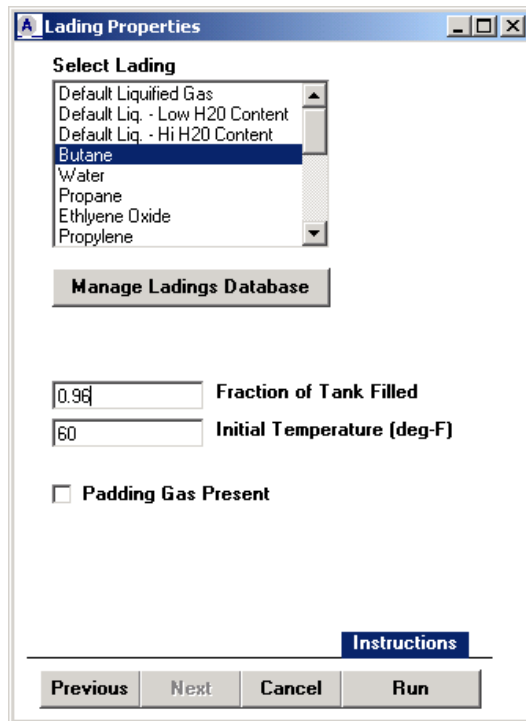 A Lading Properties
Select Lading
Default Liquified Gas
Default Liq. - Low H20 Content
Default Liq. - Hi H20 Content
Butane
Water
Propane
Ethlyene Oxide
Propylene
Manage Ladings Database
0.96 Fraction of Tank Filled
60 Initial Temperature (deg-F)
Padding Gas Present
Instructions
Previous Next Cancel Run